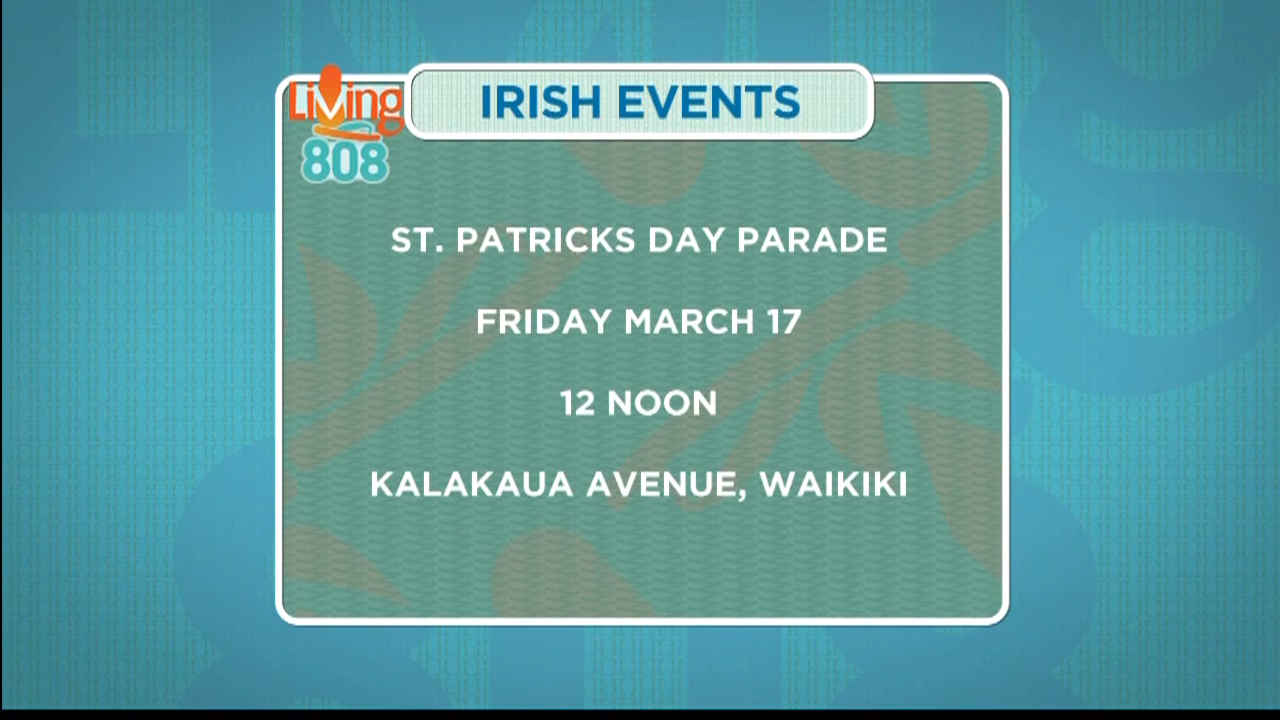 Living
808
IRISH EVENTS
ST. PATRICKS DAY PARADE
FRIDAY MARCH 17
12 NOON
KALAKAUA AVENUE, WAIKIKI